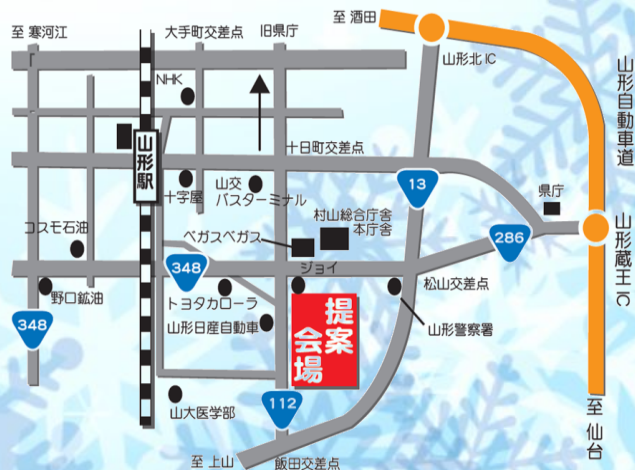 至 寒河江
大手町交差点
旧県庁
至 酒田
山形北IC
山形自動車道
NHK
山形駅
十日町交差点
十字屋
山交
バスターミナル
13
県庁
村山総合庁舎
本庁舎
コスモ石油
ベガスベガス
286
山形蔵王IC
348
ジョイ
松山交差点
野口鉱油
トヨタカローラ
山形日産自動車
提案
会場
山形警察署
348
山大医学部
112
至 上山
飯田交差点
至 仙台